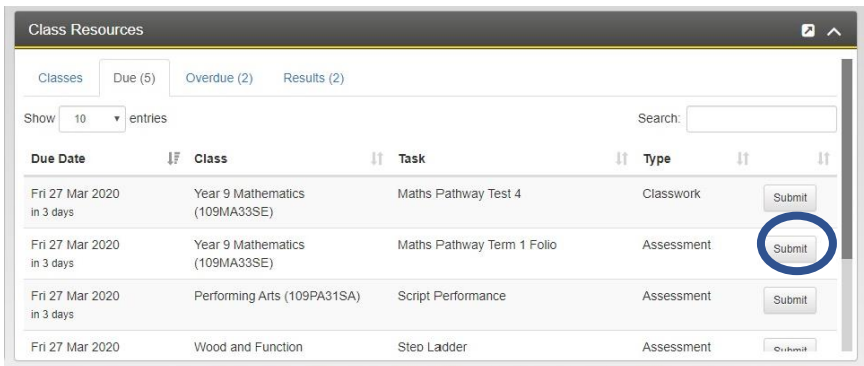 Class Resources
Classes Due (5) Overdue (2) Results (2)
Show 10 entries Search:
Due Date Class Task Type
Fri 27 Mar 2020 Year 9 Mathematics Maths Pathway Test 4 Classwork Submit
in 3 days (109MA33SE)
Fri 27 Mar 2020 Year 9 Mathematics Maths Pathway Term 1 Folio Assessment Submit
in 3 days (109MA33SE)
Fri 27 Mar 2020 Performing Arts (109PA31SA) Script Performance Assessment Submit
in 3 days
Fri 27 Mar 2020 Wood and Function Step Ladder Assessment Submit